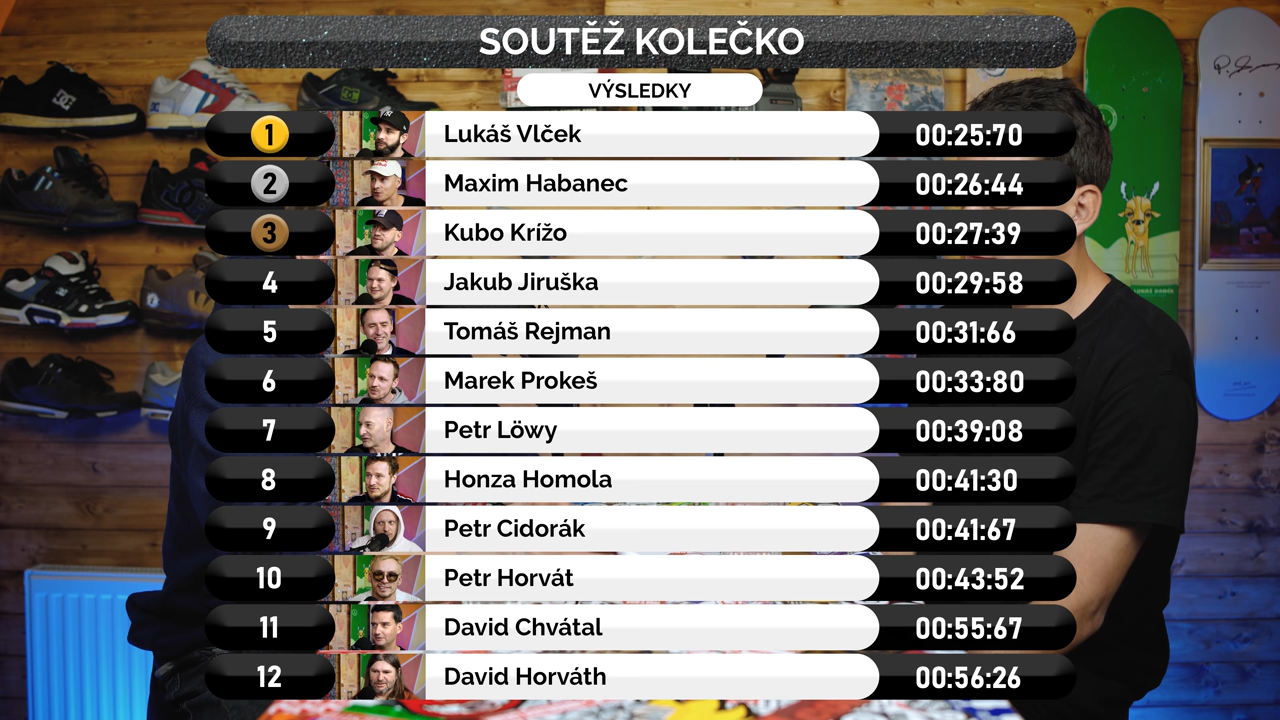 SOUTĚŽ KOLEČKO
VÝSLEDKY
1 Lukáš Vlček 00:25:70
2 Maxim Habanec 00:26:44
3 Kubo Krížo 00:27:39
4 Jakub Jiruška 00:29:58
5 Tomáš Rejman 00:31:66
6 Marek Prokeš 00:33:80
7 Petr Löwy 00:39:08
8 Honza Homola 00:41:30
9 Petr Cidorák 00:41:67
10 Petr Horvát 00:43:52
11 David Chvátal 00:55:67
12 David Horváth 00:56:26